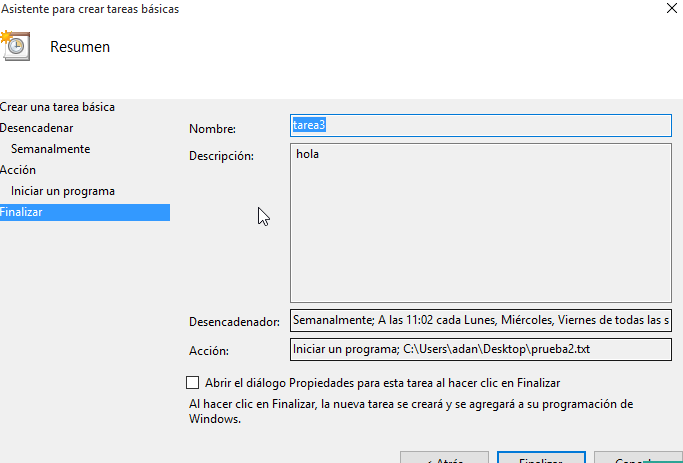 Asistente para crear tareas básicas
Resumen
Crear una tarea básica
Desencadenar
Semanalmente
Acción
Iniciar un programa
Finalizar
Nombre: tarea3
Descripción: hola
Desencadenador: Semanalmente; A las 11:02 cada Lunes, Miércoles, Viernes de todas las s
Acción: Iniciar un programa; C:\Users\adan\Desktop\prueba2.txt
Abrir el diálogo Propiedades para esta tarea al hacer clic en Finalizar
Al hacer clic en Finalizar, la nueva tarea se creará y se agregará a su programación de
Windows.
< Atrás Finalizar